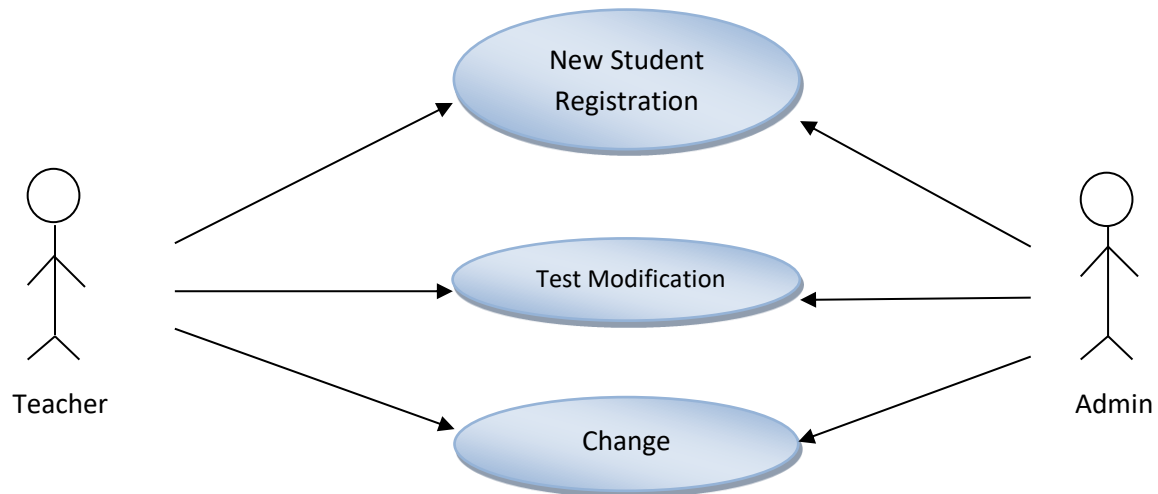 New Student
Registration
Test Modification
Teacher
Admin
Change